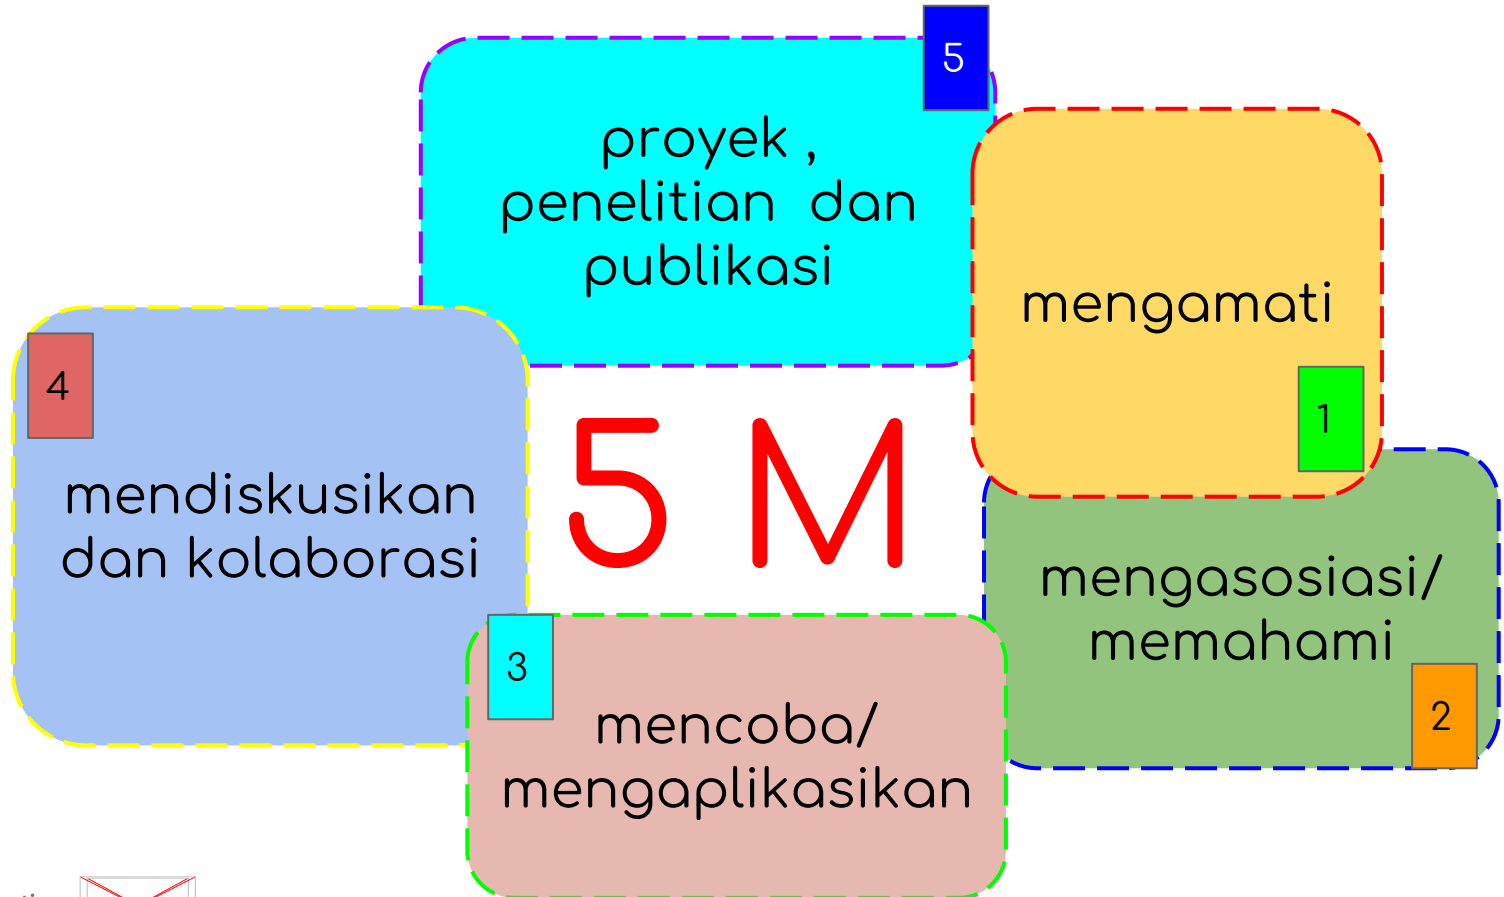 5
proyek ,
penelitian dan
publikasi
mengamati
1
4
mendiskusikan
dan kolaborasi
5 M
mengasosiasi/
memahami
2
3
mencoba/
mengaplikasikan